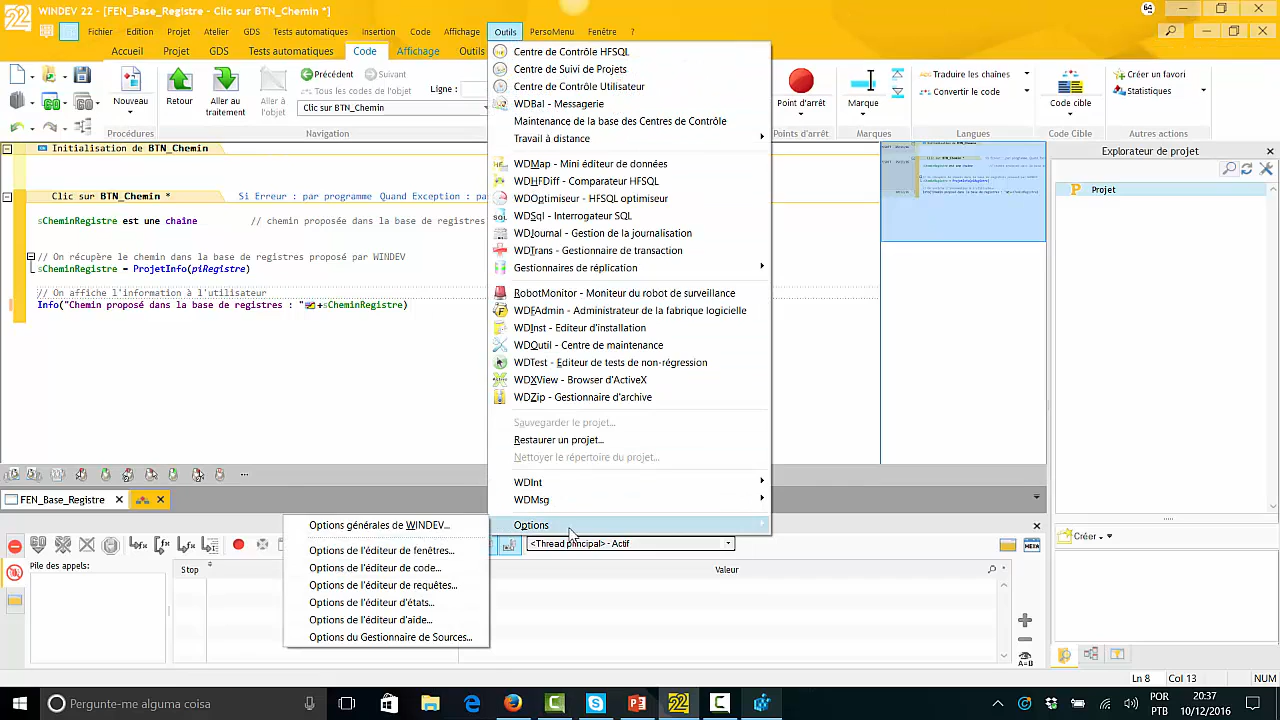 WINDEV 22 - [FEN_Base_Registre - Clic sur BTN_Chemin *]
64
Fichier Edition Projet Atelier GDS Tests automatiques Insertion Code Affichage Outils PersoMenu Fenêtre ?
Accueil Projet GDS Tests automatiques Code Affichage Outils
Nouveau
Procédures
Retour
Aller au traitement
Aller à l'objet
Précédent Suivant
Tous les codes de l'objet
Ligne :
Clic sur BTN_Chemin
Navigation
Point d'arrêt
Points d'arrêt
Marque
Marques
Traduire les chaînes
Convertir le code
Langues
Code cible
Code Cible
Créer un favori
Statistiques
Autres actions
Initialisation de BTN_Chemin
Clic sur BTN_Chemin * Si Erreur : par programme Quand Exception : pa
sCheminRegistre est une chaîne // chemin proposé dans la base de registres
// On récupère le chemin dans la base de registres proposé par WINDEV
sCheminRegistre = ProjetInfo(piRegistre)
// On affiche l'information à l'utilisateur
Info("Chemin proposé dans la base de registres : "+sCheminRegistre)
Centre de Contrôle HFSQL
Centre de Suivi de Projets
Centre de Contrôle Utilisateur
WDBal - Messagerie
Maintenance de la base des Centres de Contrôle
Travail à distance
WDMap - Mini éditeur de données
Comparateur HFSQL
HFSQL optimiseur
WDSql - Interrogateur SQL
WDJournal - Gestion de la journalisation
WDTrans - Gestionnaire de transaction
Gestionnaires de réplication
RobotMonitor - Moniteur du robot de surveillance
WDFAdmin - Administrateur de la fabrique logicielle
WDInst - Editeur d'installation
WDOutil - Centre de maintenance
WDTest - Editeur de tests de non-régression
WDXView - Browser d'ActiveX
WDZip - Gestionnaire d'archive
Sauvegarder le projet...
Restaurer un projet...
Nettoyer le répertoire du projet...
WDInt
WDMsg
Options
Options générales de WINDEV...
Options de l'éditeur de fenêtres...
Options de l'éditeur de code...
Options de l'éditeur de requêtes...
Options de l'éditeur d'états...
Options de l'éditeur d'aide...
Options du Gestionnaire de Sources...
Explorateur de projet
Projet
Créer
FEN_Base_Registre
<Thread principal> - Actif
META
Pile des appels:
Stop
Valeur
A=U
Ln 8 Col 13 NUM
Pergunte-me alguma coisa
22
POR
PTB
20:37
10/12/2016